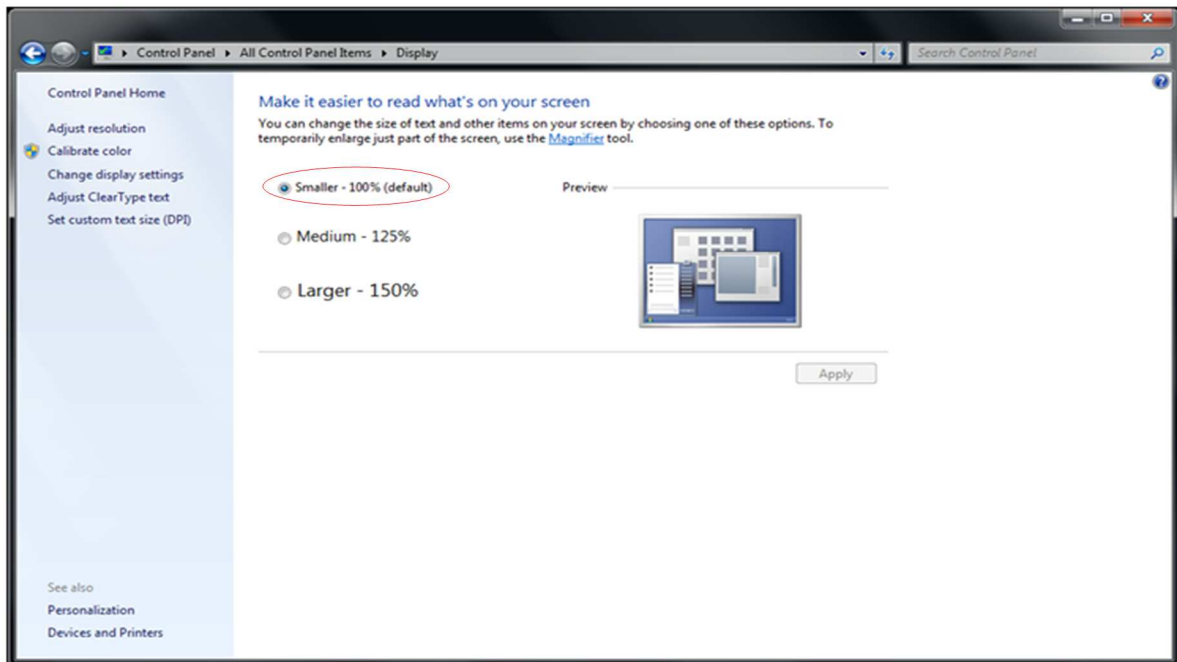 Control Panel ▸ All Control Panel Items ▸ Display
Search Control Panel
Control Panel Home
Adjust resolution
Calibrate color
Change display settings
Adjust ClearType text
Set custom text size (DPI)
See also
Personalization
Devices and Printers
Make it easier to read what's on your screen
You can change the size of text and other items on your screen by choosing one of these options. To
temporarily enlarge just part of the screen, use the Magnifier tool.
Smaller - 100% (default)
Preview
Medium - 125%
Larger - 150%
Apply